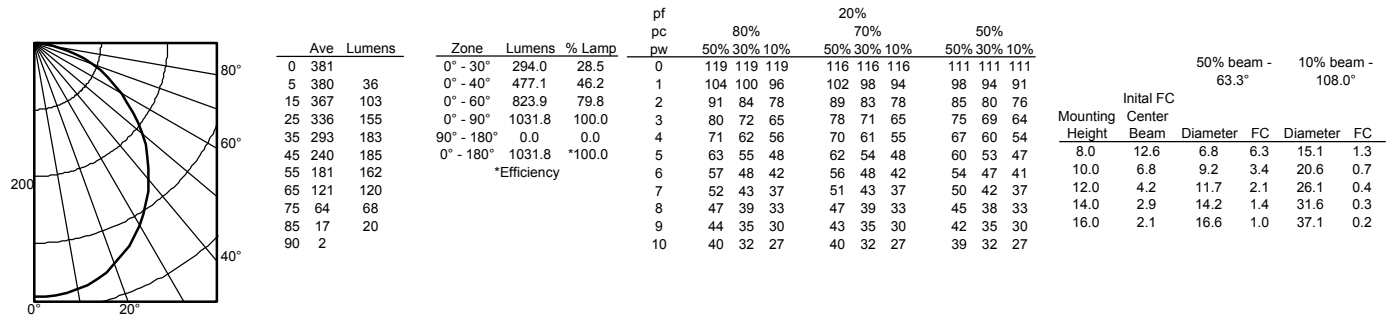 80°
60°
200
40°
0° 20°
Ave Lumens
0 381
5 380 36
15 367 103
25 336 155
35 293 183
45 240 185
55 181 162
65 121 120
75 64 68
85 17 20
90 2
Zone Lumens % Lamp
0° - 30° 294.0 28.5
0° - 40° 477.1 46.2
0° - 60° 823.9 79.8
0° - 90° 1031.8 100.0
90° - 180° 0.0 0.0
0° - 180° 1031.8 *100.0
*Efficiency
pf 20%
pc 80% 70% 50%
pw 50% 30% 10% 50% 30% 10% 50% 30% 10%
0 119 119 119 116 116 116 111 111 111
1 104 100 96 102 98 94 98 94 91
2 91 84 78 89 83 78 85 80 76
3 80 72 65 78 71 65 75 69 64
4 71 62 56 70 61 55 67 60 54
5 63 55 48 62 54 48 60 53 47
6 57 48 42 56 48 42 54 47 41
7 52 43 37 51 43 37 50 42 37
8 47 39 33 47 39 33 45 38 33
9 44 35 30 43 35 30 42 35 30
10 40 32 27 40 32 27 39 32 27
50% beam - 10% beam -
63.3° 108.0°
Inital FC
Mounting Center
Height Beam Diameter FC Diameter FC
8.0 12.6 6.8 6.3 15.1 1.3
10.0 6.8 9.2 3.4 20.6 0.7
12.0 4.2 11.7 2.1 26.1 0.4
14.0 2.9 14.2 1.4 31.6 0.3
16.0 2.1 16.6 1.0 37.1 0.2